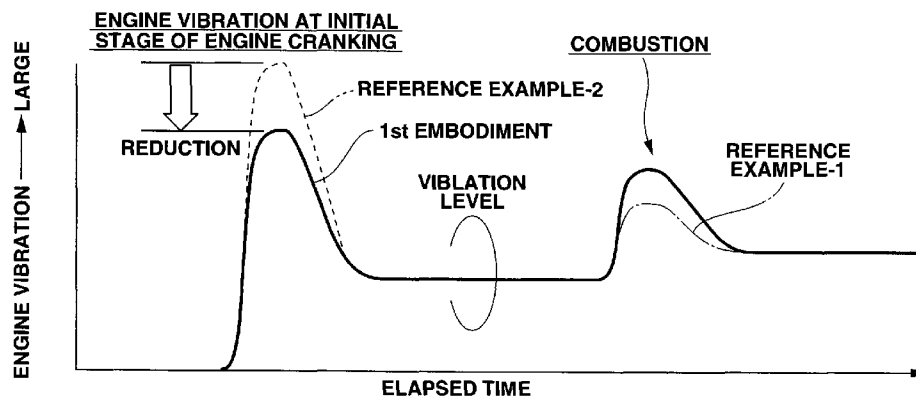 ENGINE VIBRATION AT INITIAL
STAGE OF ENGINE CRANKING
COMBUSTION
REFERENCE EXAMPLE-2
1st EMBODIMENT
REDUCTION
REFERENCE
EXAMPLE-1
VIBLATION
LEVEL
ENGINE VIBRATION
LARGE
ELAPSED TIME